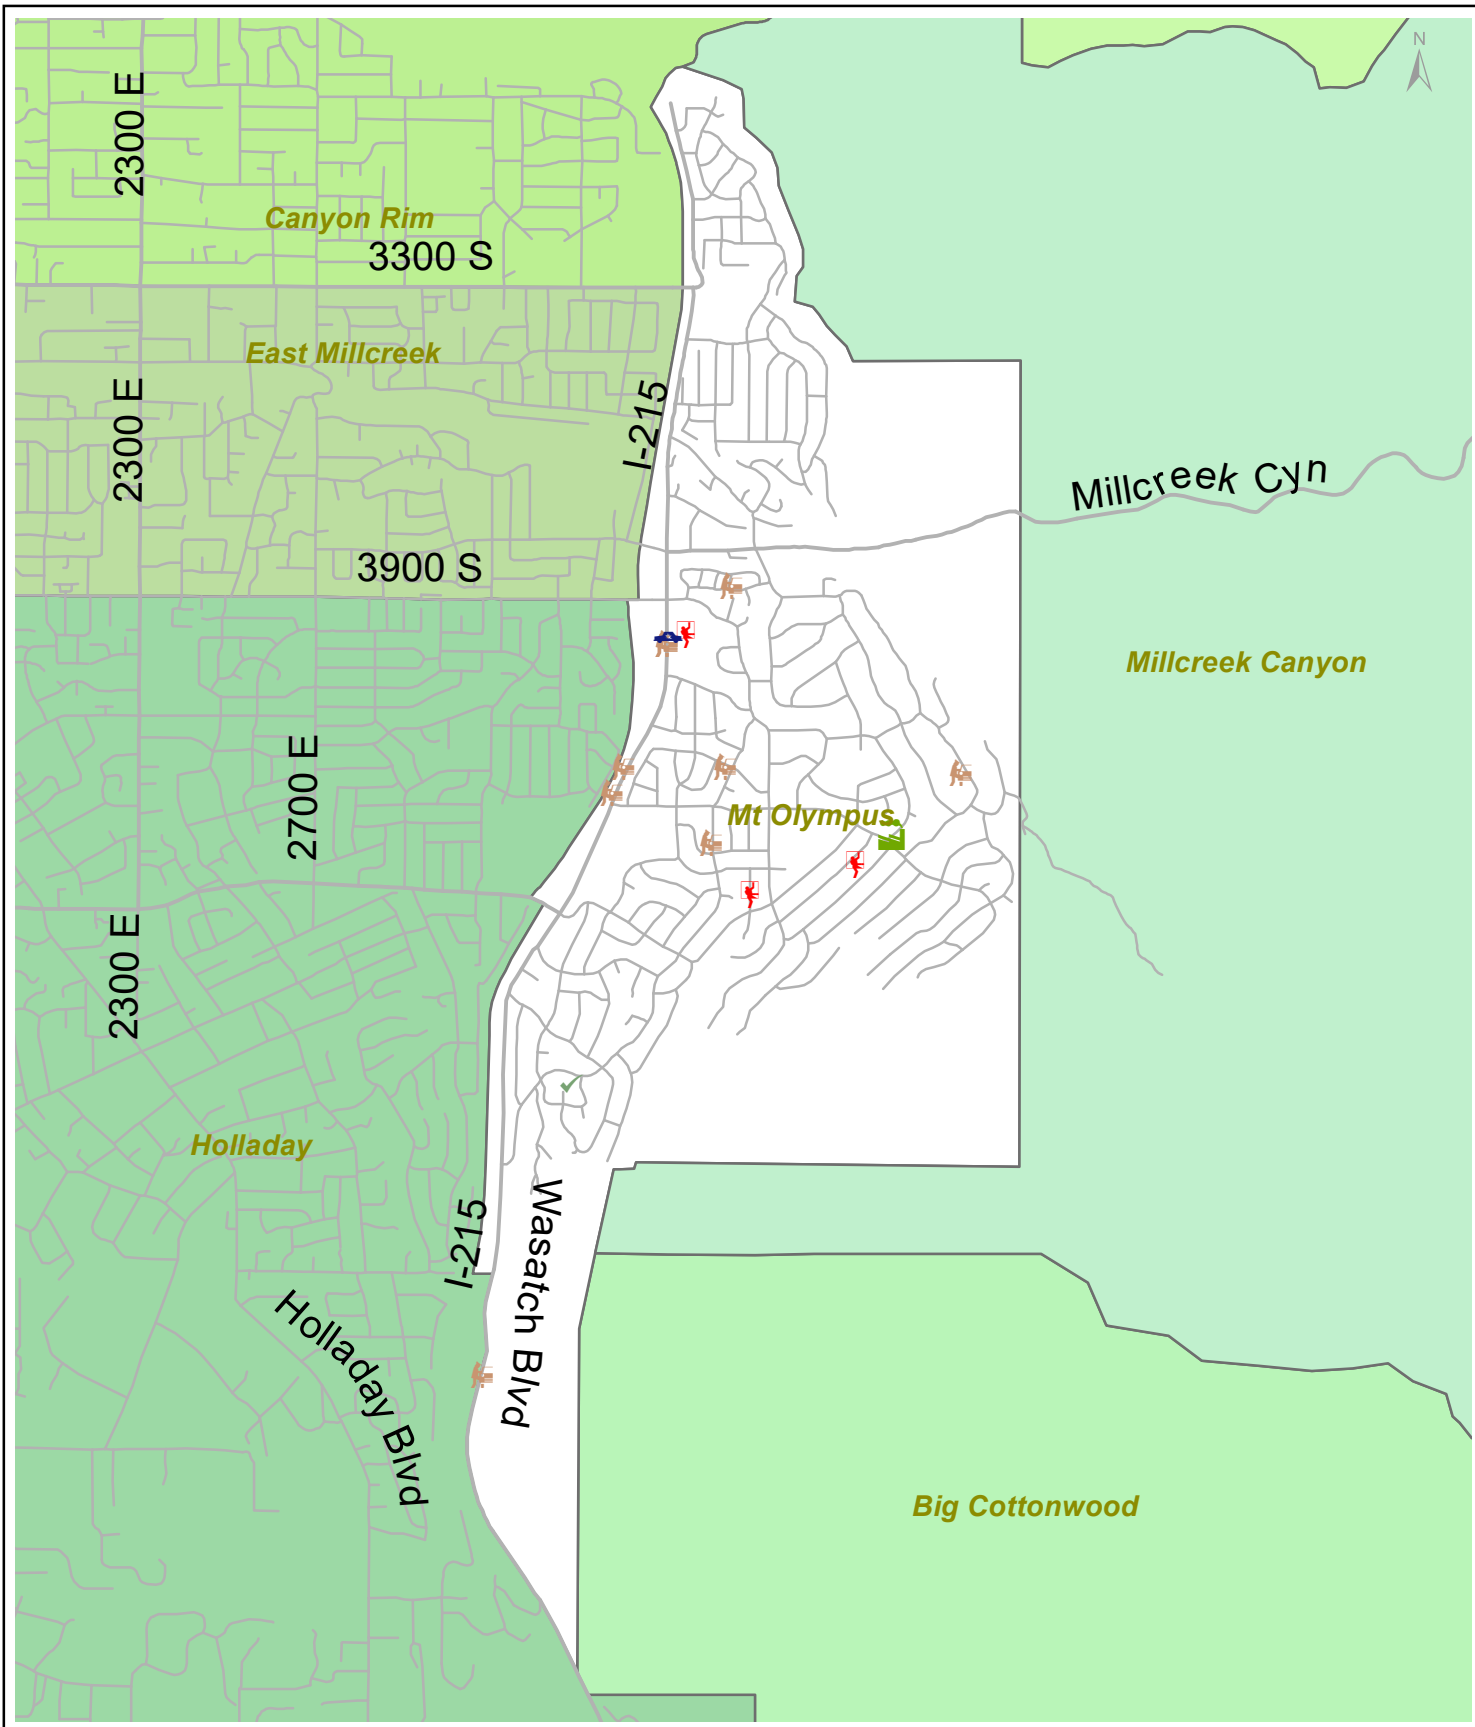 N
2300 E
Canyon Rim
3300 S
East Millcreek
2300 E
I-215
Millcreek Cyn
3900 S
Millcreek Canyon
2700 E
Mt Olympus
2300 E
Holladay
I-215
Wasatch Blvd
Holladay Blvd
Big Cottonwood